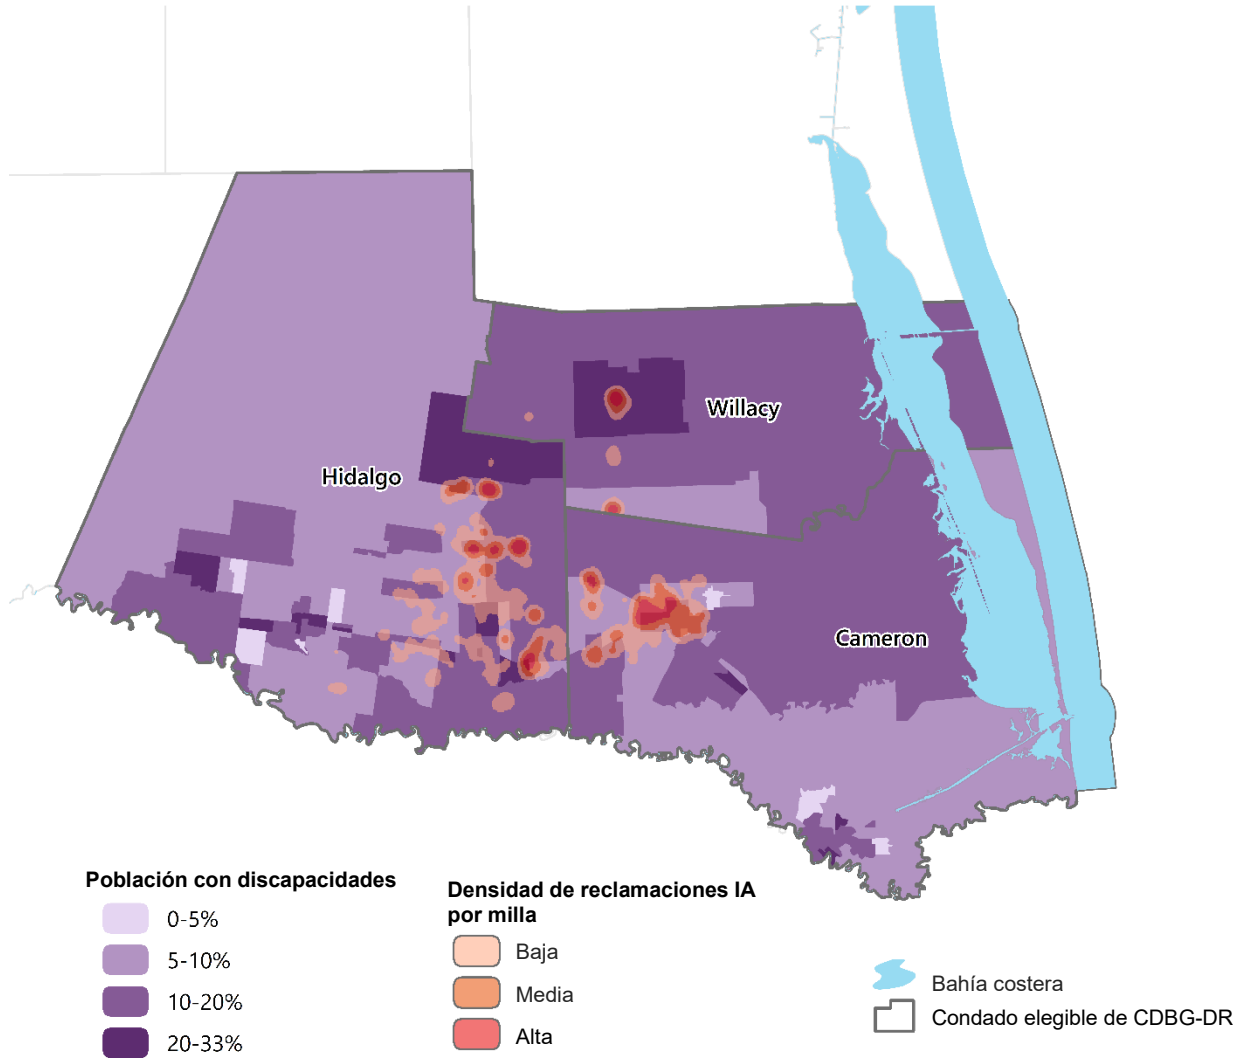 Willacy
Hidalgo
Cameron
Población con discapacidades
0-5%
5-10%
10-20%
20-33%
Densidad de reclamaciones IA
por milla
Baja
Media
Alta
Bahía costera
Condado elegible de CDBG-DR